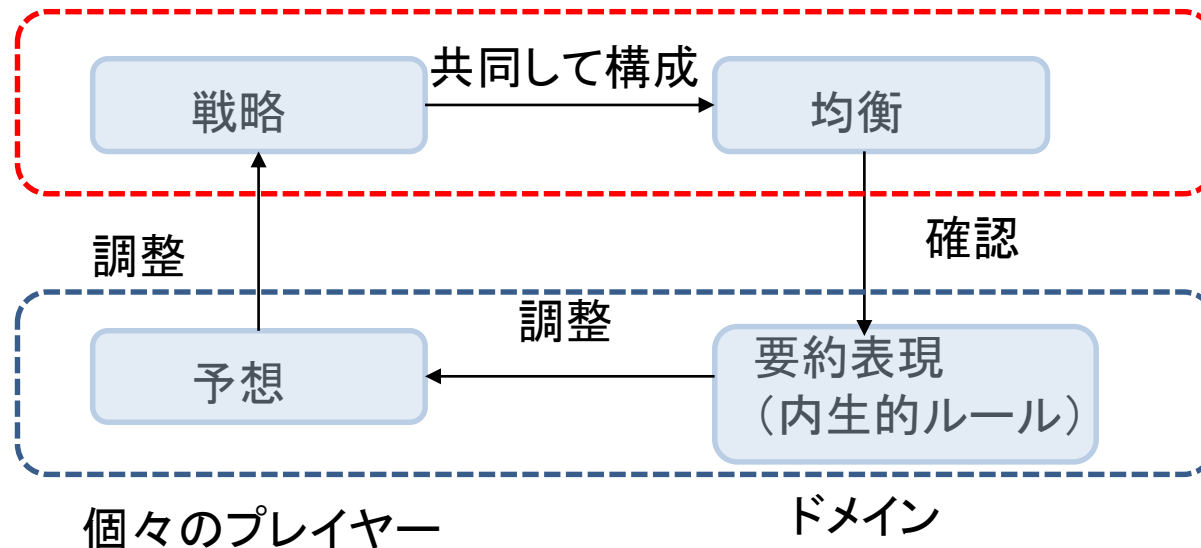 共同して構成
戦略
均衡
調整
確認
調整
予想
要約表現
（内生的ルール）
個々のプレイヤー
ドメイン